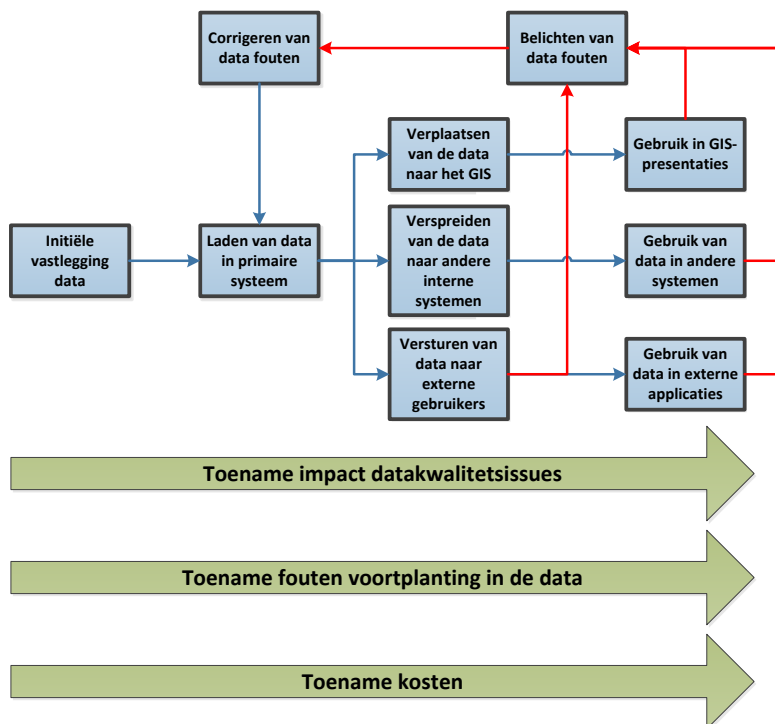 Corrigeren van
data fouten
Belichten van
data fouten
Verplaatsen
van de data
naar het GIS
Gebruik in GIS-
presentaties
Initiële
vastlegging
data
Laden van data
in primaire
systeem
Verspreiden
van de data
naar andere
interne
systemen
Gebruik van
data in andere
systemen
Versturen van
data naar
externe
gebruikers
Gebruik van
data in externe
applicaties
Toename impact datakwalitetsissues
Toename fouten voortplanting in de data
Toename kosten